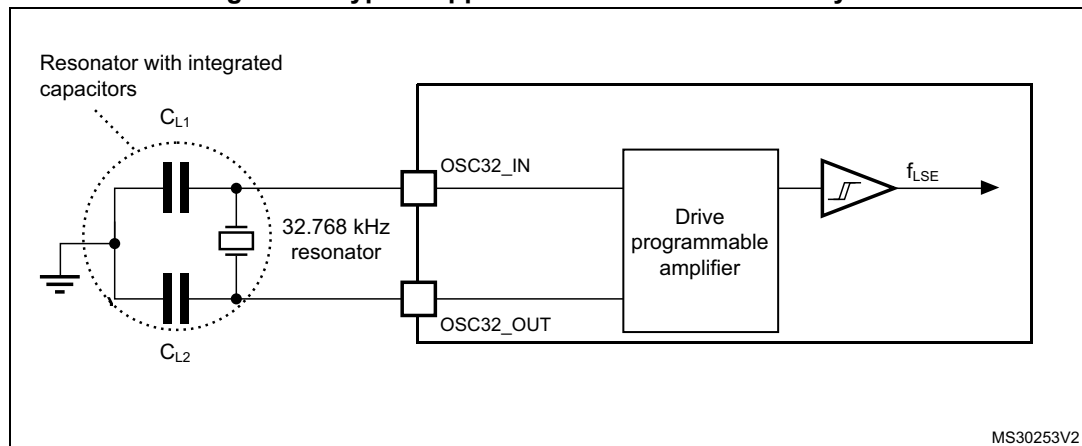 Resonator with integrated
capacitors
CL1
OSC32_IN
fLSE
32.768 kHz
resonator
Drive
programmable
amplifier
OSC32_OUT
CL2
MS30253V2